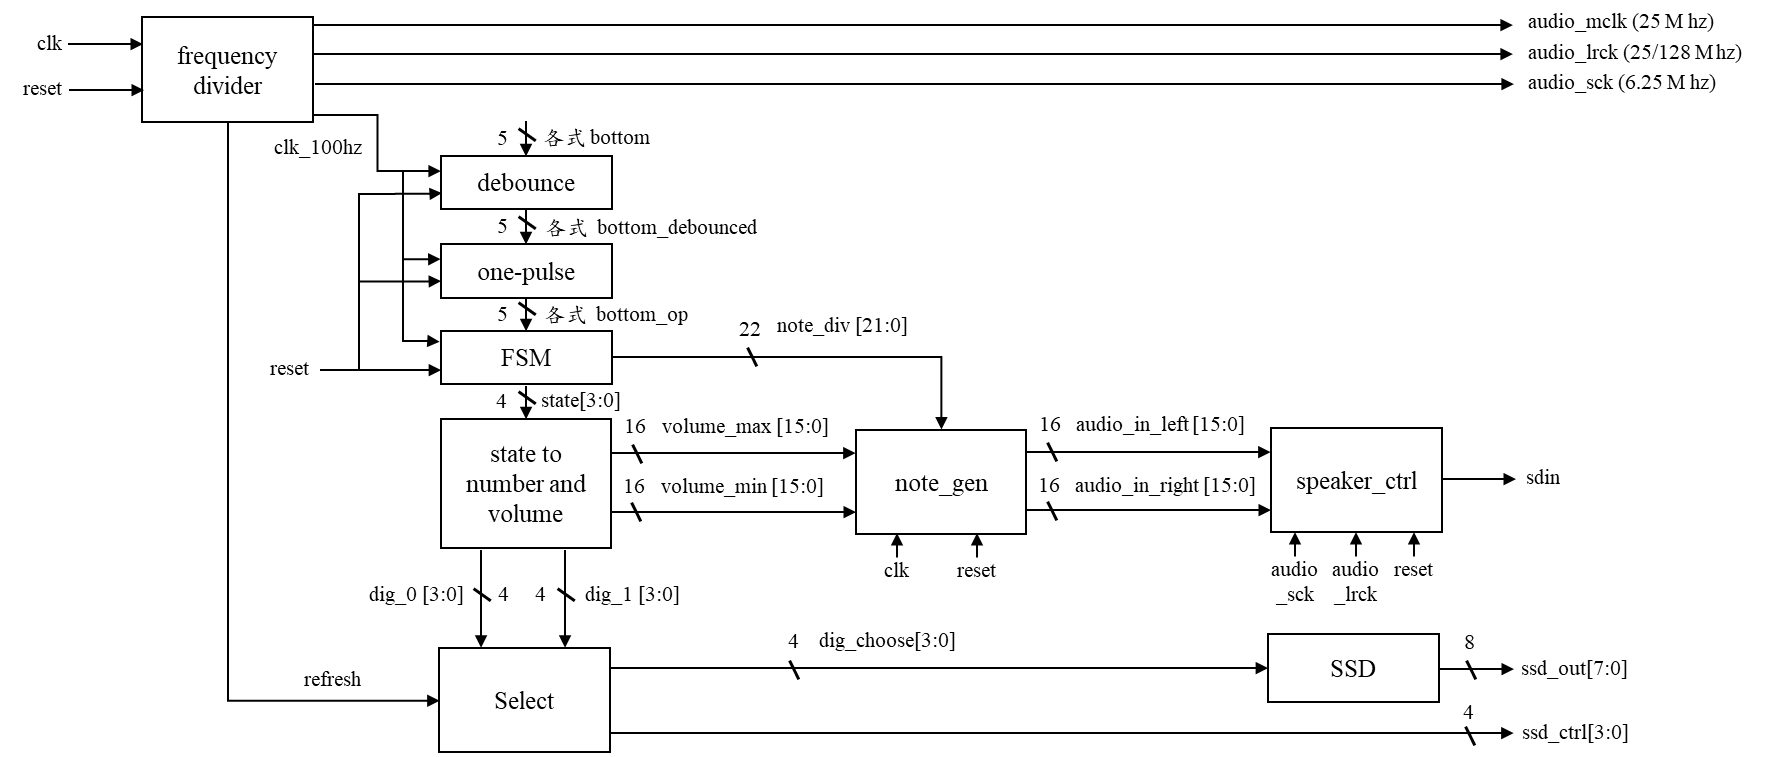 audio_mclk (25 M hz)
clk
frequency
divider
audio_lrck (25/128 M hz)
reset
audio_sck (6.25 M hz)
clk_100hz
5 各式 bottom
debounce
5 各式 bottom_debounced
one-pulse
5 各式 bottom_op
22 note_div [21:0]
reset
FSM
4 state[3:0]
16 volume_max [15:0]
16 audio_in_left [15:0]
state to
number and
volume
16 volume_min [15:0]
note_gen
16 audio_in_right [15:0]
speaker_ctrl
sdin
clk
reset
audio
_sck
audio
_lrck
reset
dig_0 [3:0] 4
4 dig_1 [3:0]
4 dig_choose[3:0]
SSD
8
ssd_out[7:0]
refresh
Select
4
ssd_ctrl[3:0]